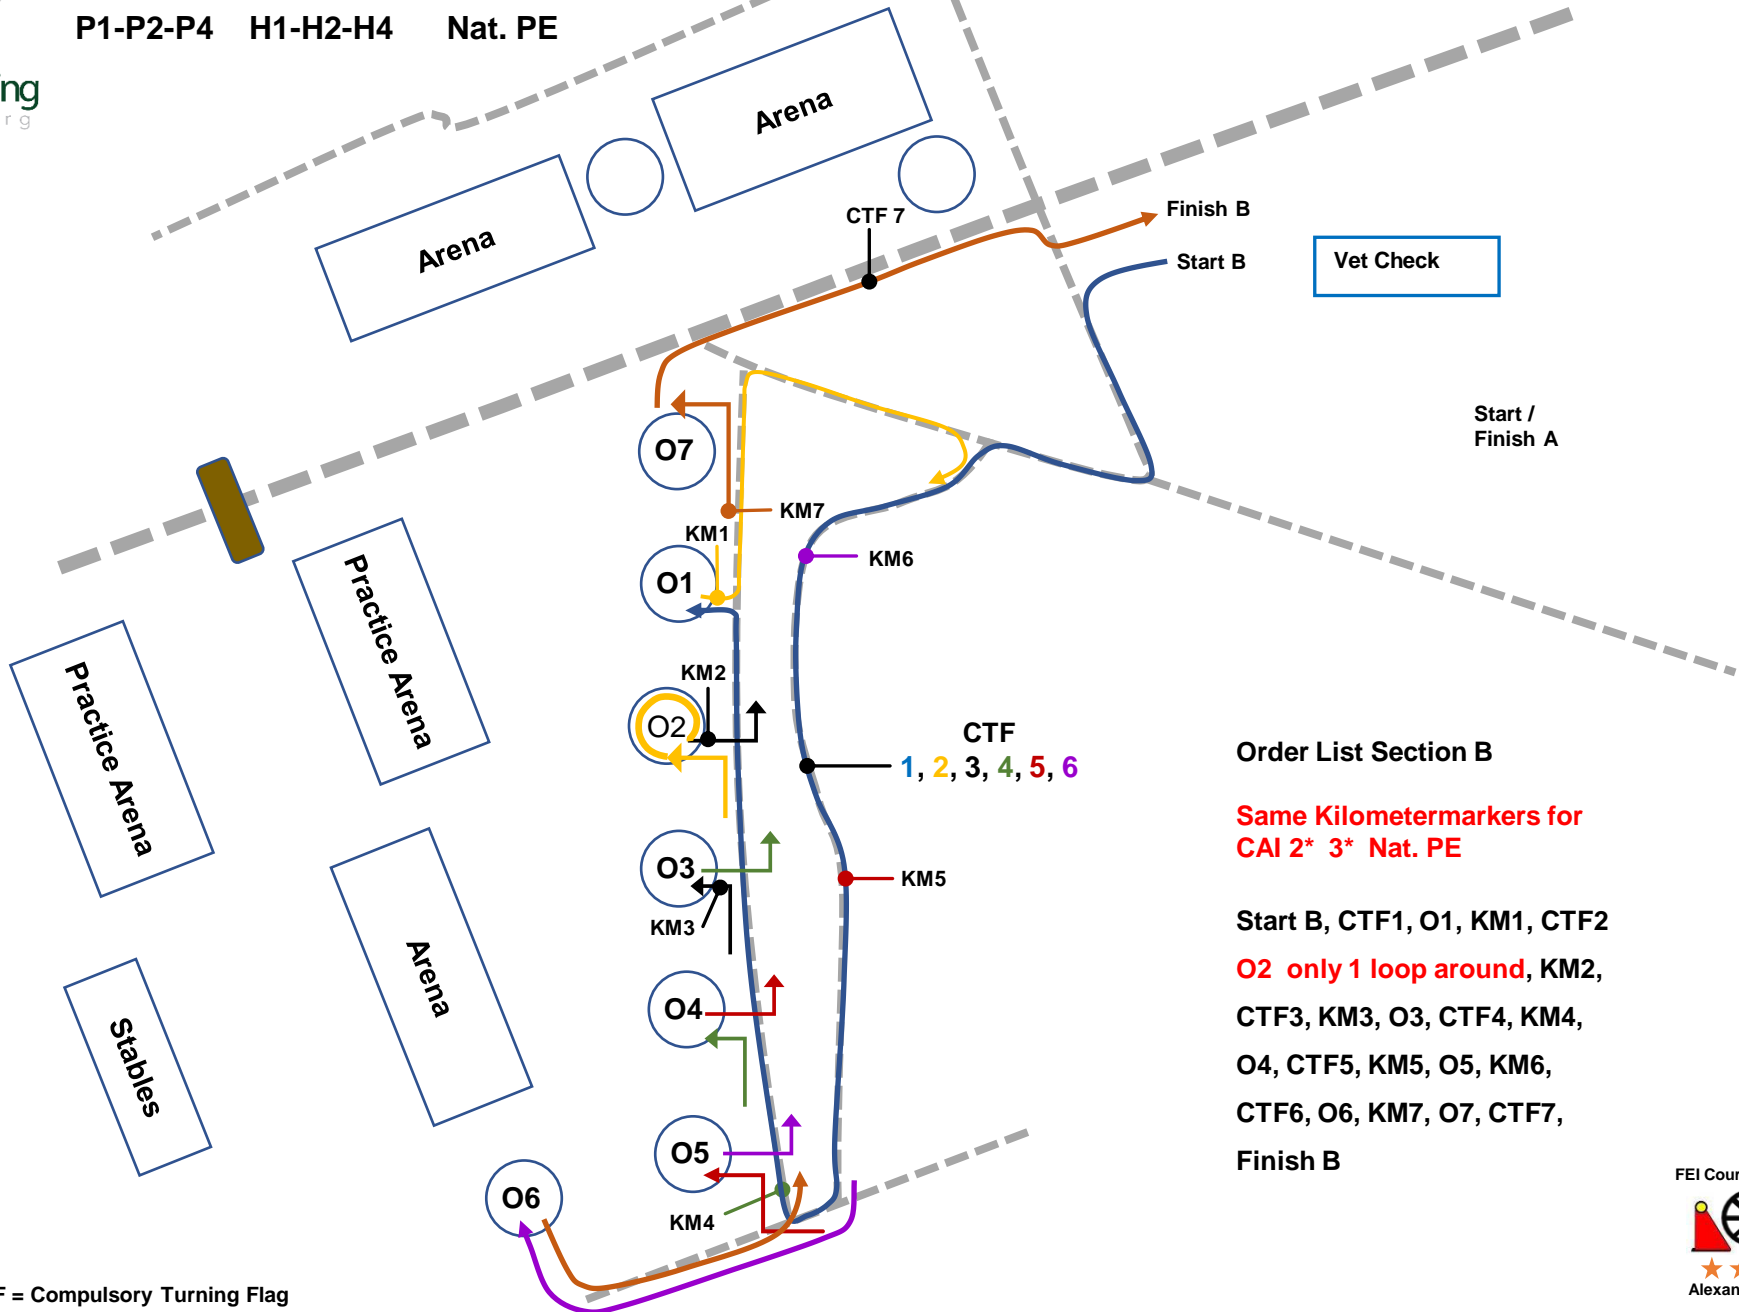 P1-P2-P4 H1-H2-H4 Nat. PE
ng
r g
Arena
Arena
CTF 7
Finish B
Start B
Vet Check
Start /
Finish A
O7
KM7
KM1
O1
KM6
Practice Arena
Practice Arena
KM2
O2
CTF
1, 2, 3, 4, 5, 6
O3
KM3
KM5
Arena
O4
Stables
O5
O6
KM4
Order List Section B
Same Kilometermarkers for
CAI 2* 3* Nat. PE
Start B, CTF1, O1, KM1, CTF2
O2 only 1 loop around, KM2,
CTF3, KM3, O3, CTF4, KM4,
O4, CTF5, KM5, O5, KM6,
CTF6, O6, KM7, O7, CTF7,
Finish B
FEI Cour
Alexan
F = Compulsory Turning Flag